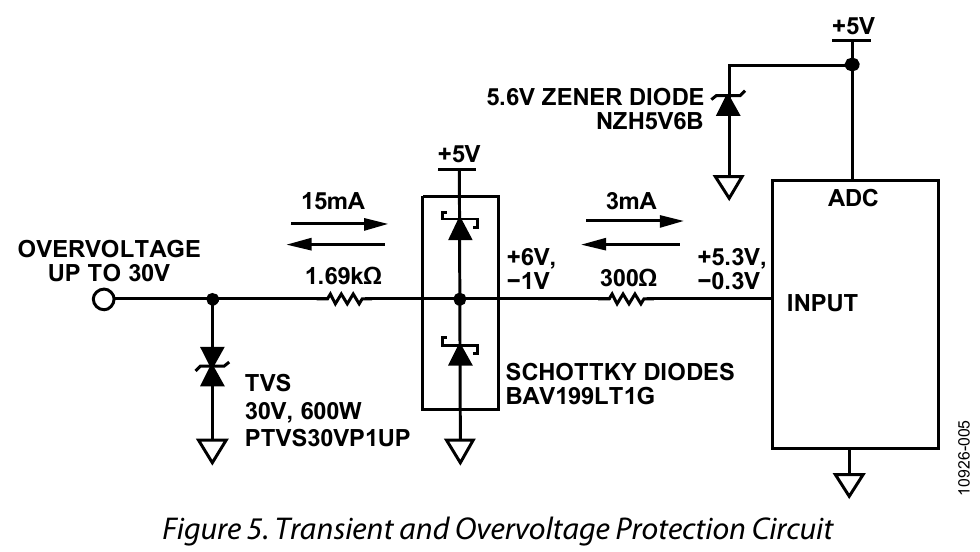 +5V
5.6V ZENER DIODE
NZH5V6B
+5V
15mA
3mA
ADC
OVERVOLTAGE
UP TO 30V
1.69kΩ
+6V,
−1V
300Ω
+5.3V,
−0.3V
INPUT
TVS
30V, 600W
PTVS30VP1UP
SCHOTTKY DIODES
BAV199LT1G
10926-005
Figure 5. Transient and Overvoltage Protection Circuit